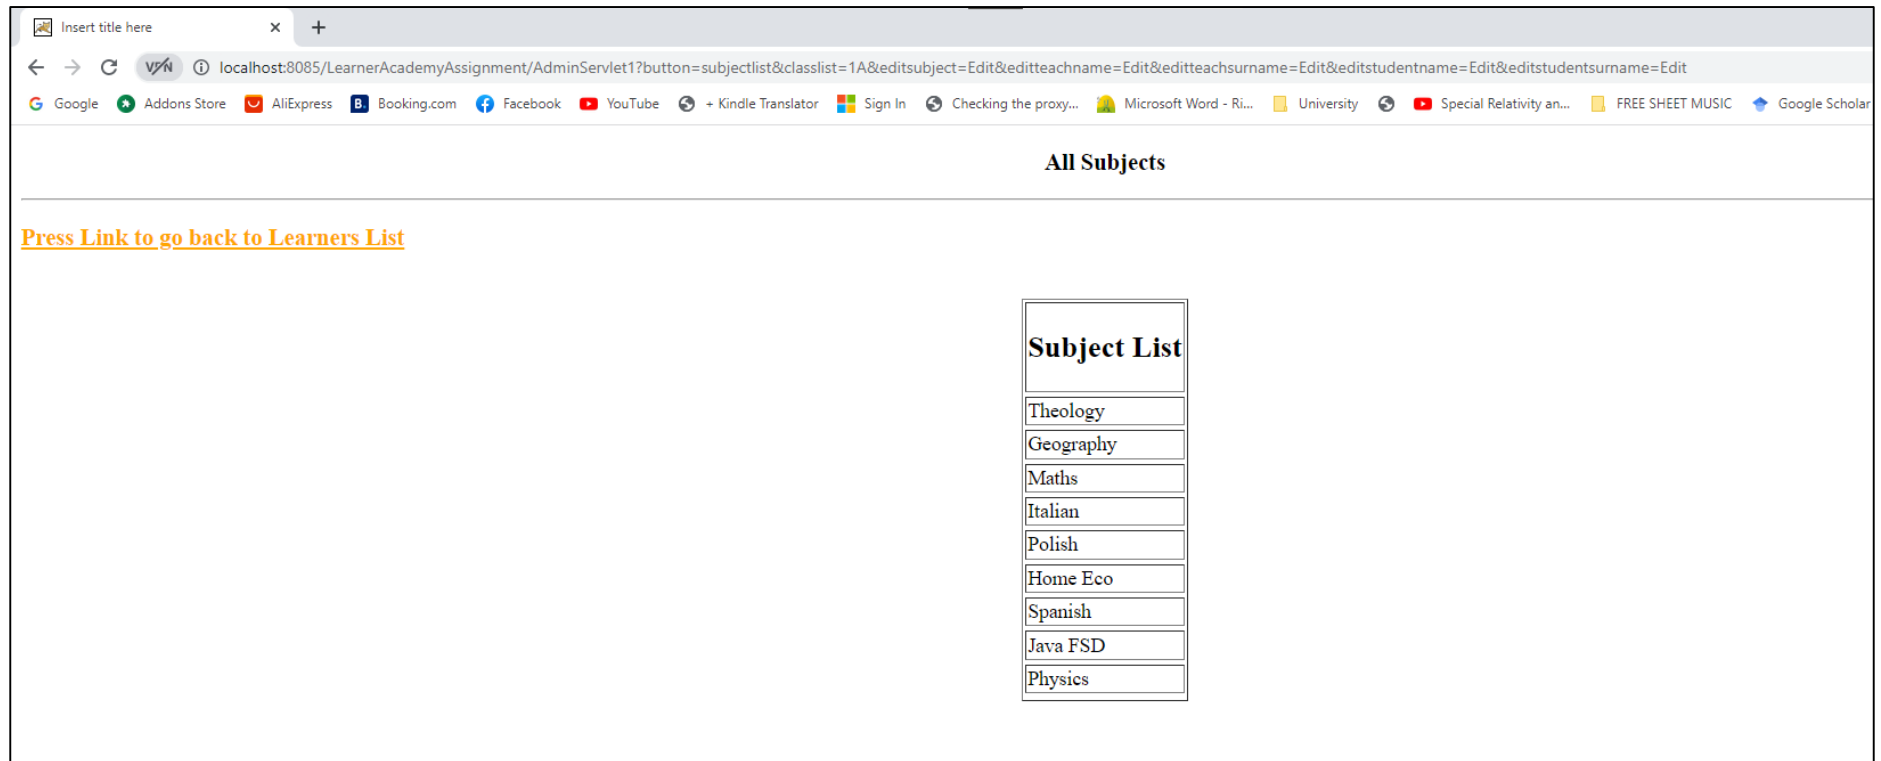 Insert title here
VPN localhost:8085/LearnerAcademyAssignment/AdminServlet1?button=subjectlist&classlist=1A&editsubject=Edit&editteachname=Edit&editteachsurname=Edit&editstudentname=Edit&editstudentsurname=Edit
Google Addons Store AliExpress B. Booking.com Facebook YouTube + Kindle Translator Sign In Checking the proxy... Microsoft Word - Ri... University Special Relativity an... FREE SHEET MUSIC Google Scholar
All Subjects
Press Link to go back to Learners List
Subject List
Theology
Geography
Maths
Italian
Polish
Home Eco
Spanish
Java FSD
Physics